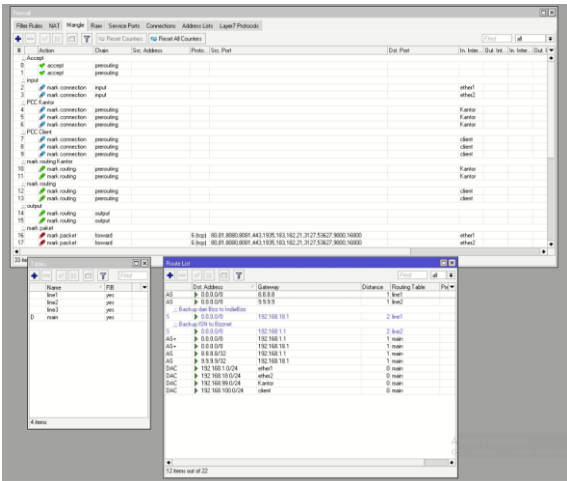 Firewall
Filter Rules NAT Mangle Raw Service Ports Connections Address Lists Layer7 Protocols
Reset Counters Reset All Counters Find all
# Action Chain Src. Address Proto... Src. Port Dst. Port In. Inter... Out. Int... In. Inter... Out. I
::: Accept
0 accept prerouting
1 accept prerouting
::: input
2 mark connection input ether1
3 mark connection input ether2
::: PCC Kantor
4 mark connection prerouting Kantor
5 mark connection prerouting Kantor
6 mark connection prerouting Kantor
::: PCC Client
7 mark connection prerouting client
8 mark connection prerouting client
9 mark connection prerouting client
::: mark routing Kantor
10 mark routing prerouting Kantor
11 mark routing prerouting Kantor
::: mark routing
12 mark routing prerouting client
13 mark routing prerouting client
::: output
14 mark routing output
15 mark routing output
::: mark paket
16 mark packet forward 6 (tcp) 80,81,8080,8081,443,1935,183,182,21,3127,53627,9000,16800 ether1
17 mark packet forward 6 (tcp) 80,81,8080,8081,443,1935,183,182,21,3127,53627,9000,16800 ether2
Tables
Find
Name FIB
line1 yes
line2 yes
line3 yes
D main yes
4 items
Route List
Find all
Dst. Address Gateway Distance Routing Table
AS 0.0.0.0/0 8.8.8.8 1 line1
AS 0.0.0.0/0 9.9.9.9 1 line2
::: Backup dari Bizz to IndieBizz
S 0.0.0.0/0 192.168.18.1 2 line1
::: Backup ISN to Bizznet
S 0.0.0.0/0 192.168.1.1 2 line2
AS+ 0.0.0.0/0 192.168.1.1 1 main
AS+ 0.0.0.0/0 192.168.18.1 1 main
AS 8.8.8.8/32 192.168.1.1 1 main
AS 9.9.9.9/32 192.168.18.1 1 main
DAC 192.168.1.0/24 ether1 0 main
DAC 192.168.18.0/24 ether2 0 main
DAC 192.168.99.0/24 Kantor 0 main
DAC 192.168.100.0/24 client 0 main
12 items out of 22